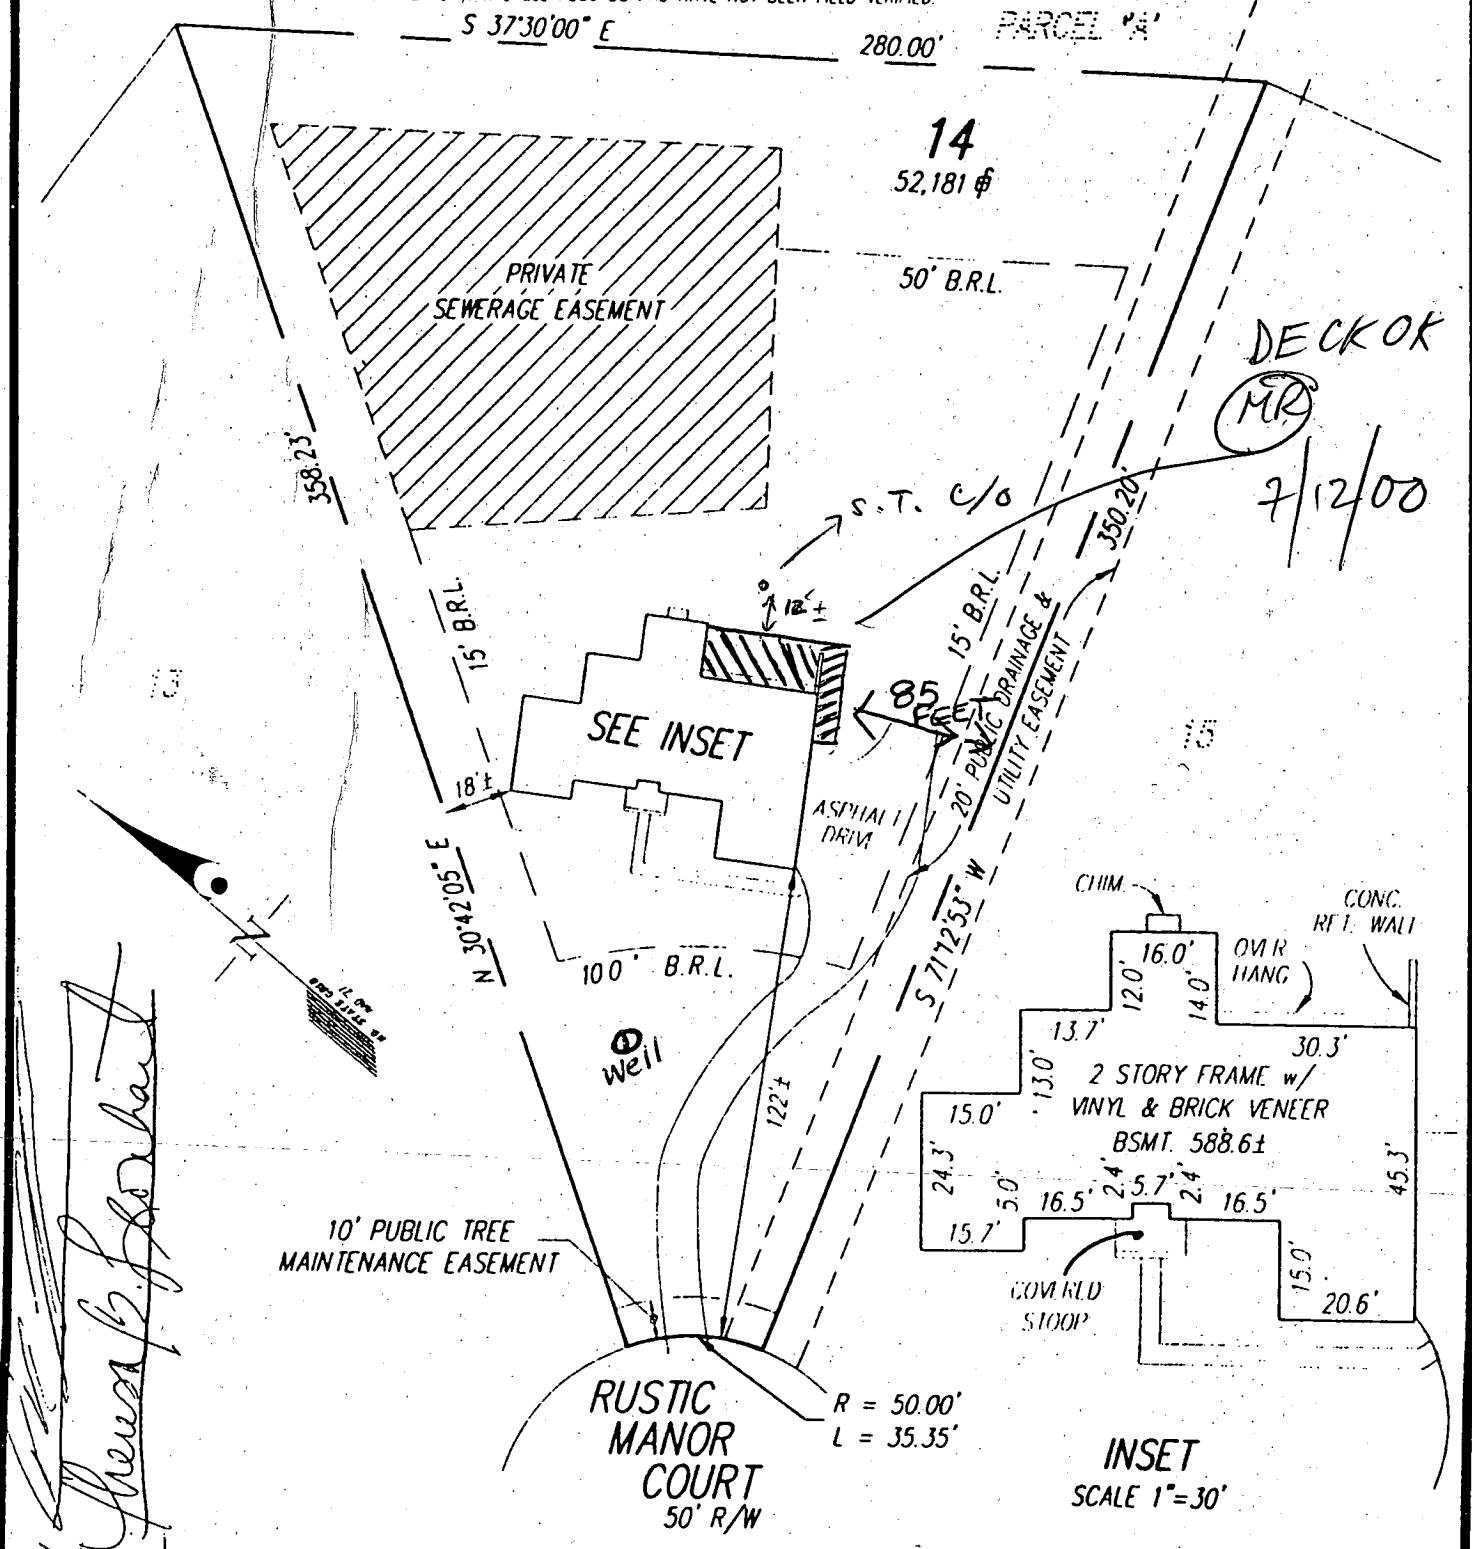 S 37°30'00" E
280.00'
PARCEL "A"
14
52,181
PRIVATE
SEWERAGE EASEMENT
50' B.R.L.
DECK OK
MR
7/12/00
358.23'
S.T. C/O
350.20'
15' B.R.L.
12'±
15' B.R.L.
20' PUBLIC DRAINAGE &
UTILITY EASEMENT
13
SEE INSET
85
FEET
15
18'±
ASPHALT
DRIVE
N 30°42'05" E
S 71°12'53" W
N
100' B.R.L.
well
122'±
CHIM.
CONC.
RET. WALL
16.0'
OVER
HANG
12.0'
14.0'
13.7'
30.3'
13.0'
2 STORY FRAME w/
VINYL & BRICK VENEER
BSMT. 588.6±
15.0'
24.3'
5.0'
16.5'
2.4'
5.7'
2.4'
16.5'
45.3'
15.7'
15.0'
20.6'
COVERED
STOOP
10' PUBLIC TREE
MAINTENANCE EASEMENT
RUSTIC
MANOR
COURT
50' R/W
R = 50.00'
L = 35.35'
INSET
SCALE 1"=30'